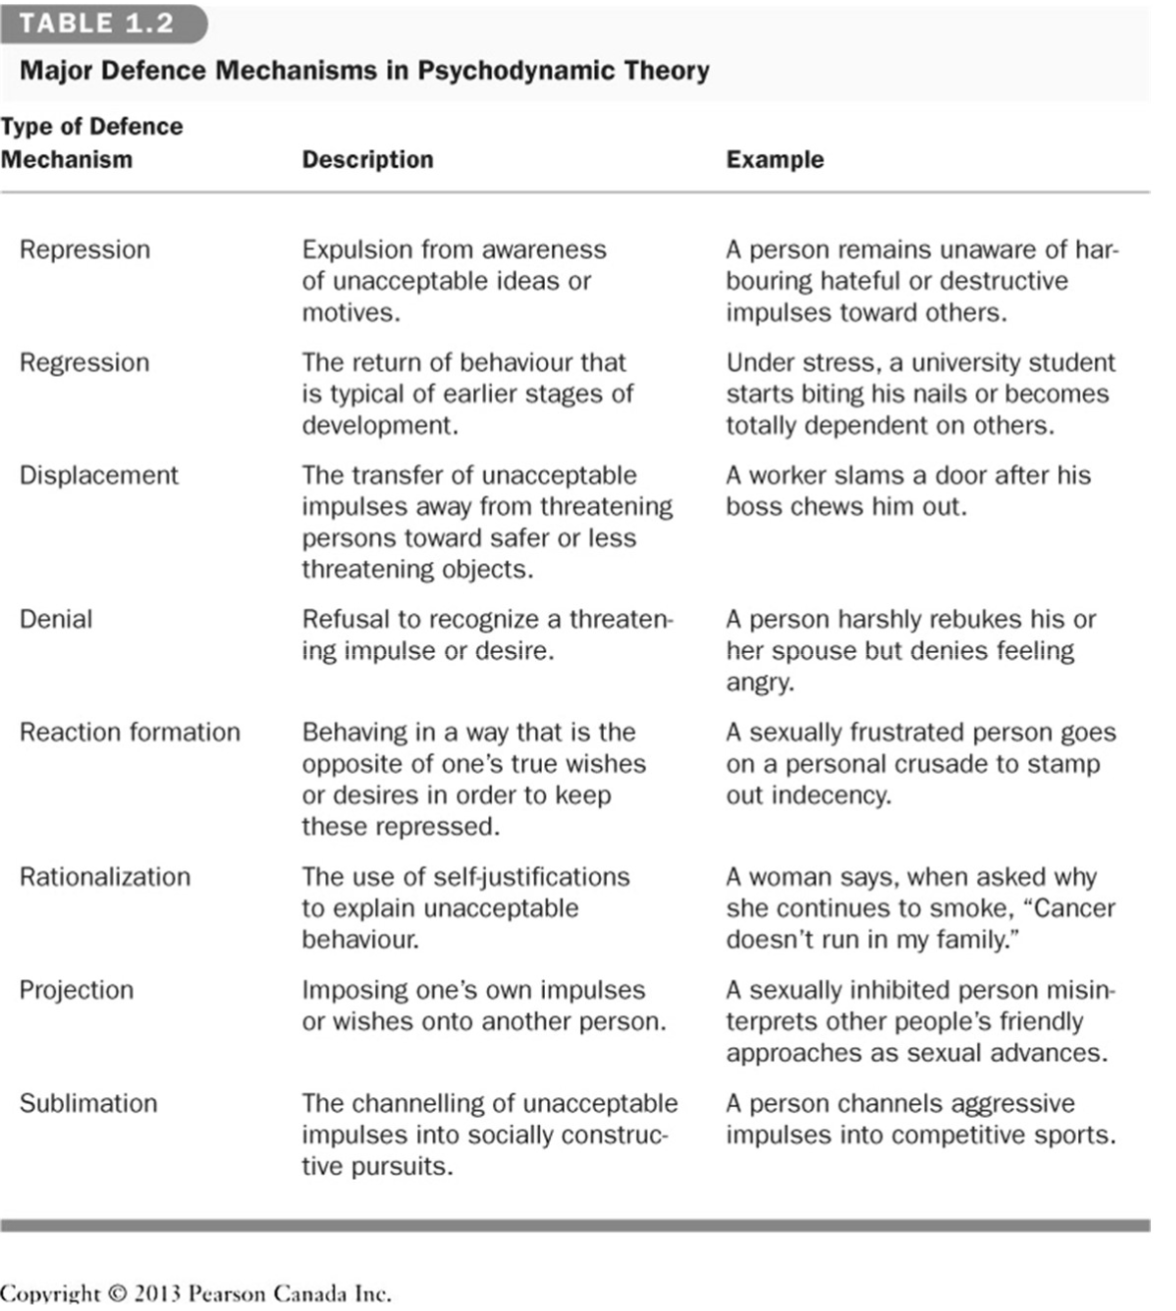 TABLE 1.2
Major Defence Mechanisms in Psychodynamic Theory
Type of Defence
Mechanism Description Example
Repression Expulsion from awareness A person remains unaware of har-
of unacceptable ideas or bouring hateful or destructive
motives. impulses toward others.
Regression The return of behaviour that Under stress, a university student
is typical of earlier stages of starts biting his nails or becomes
development. totally dependent on others.
Displacement The transfer of unacceptable A worker slams a door after his
impulses away from threatening boss chews him out.
persons toward safer or less
threatening objects.
Denial Refusal to recognize a threaten- A person harshly rebukes his or
ing impulse or desire. her spouse but denies feeling
angry.
Reaction formation Behaving in a way that is the A sexually frustrated person goes
opposite of one’s true wishes on a personal crusade to stamp
or desires in order to keep out indecency.
these repressed.
Rationalization The use of self-justifications A woman says, when asked why
to explain unacceptable she continues to smoke, “Cancer
behaviour. doesn’t run in my family.”
Projection Imposing one’s own impulses A sexually inhibited person misin-
or wishes onto another person. terprets other people’s friendly
approaches as sexual advances.
Sublimation The channelling of unacceptable A person channels aggressive
impulses into socially construc- impulses into competitive sports.
tive pursuits.
Copyright © 2013 Pearson Canada Inc.